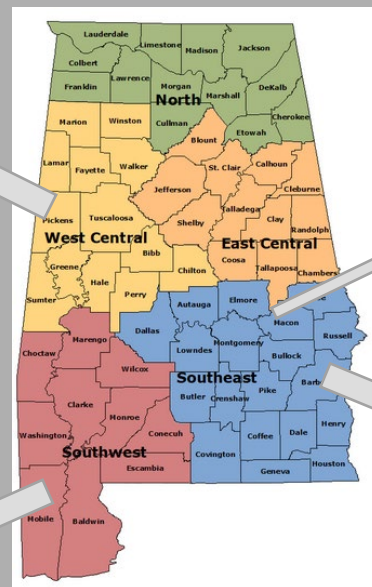 Lauderdale
Limestone
Madison
Jackson
Colbert
Franklin
Lawrence
Morgan
Marshall
DeKalb
North
Cherokee
Cullman
Etowah
Marion
Winston
Blount
Lamar
Fayette
Walker
St. Clair
Calhoun
Cleburne
Jefferson
Pickens
Tuscaloosa
Shelby
Talladega
Clay
Randolph
West Central
East Central
Bibb
Greene
Hale
Chilton
Coosa
Tallapoosa
Chambers
Sumter
Perry
Autauga
Elmore
Macon
Russell
Dallas
Lowndes
Montgomery
Bullock
Choctaw
Marengo
Wilcox
Southeast
Butler
Crenshaw
Pike
Barb
Clarke
Monroe
Washington
Conecuh
Covington
Coffee
Dale
Henry
Southwest
Escambia
Geneva
Houston
Mobile
Baldwin